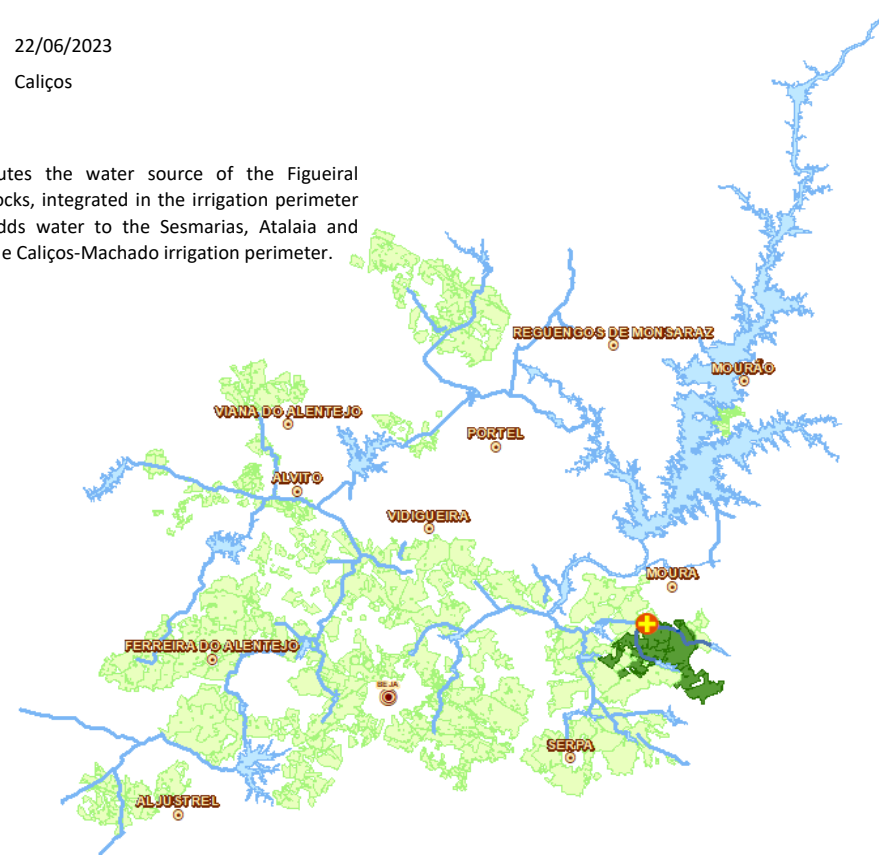 22/06/2023
Caliços
utes the water source of the Figueiral
ocks, integrated in the irrigation perimeter
dds water to the Sesmarias, Atalaia and
e Caliços-Machado irrigation perimeter.
REGUENGOS DE MONSARAZ
MOURÃO
VIANA DO ALENTEJO
PORTEL
ALVITO
VIDIGUEIRA
MOURA
FERREIRA DO ALENTEJO
BEJA
SERPA
ALJUSTREL